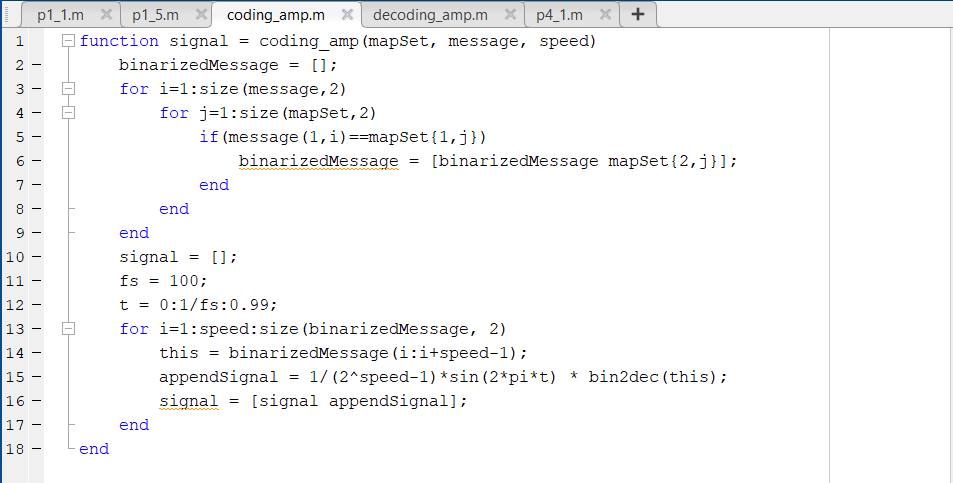 p1_1.m p1_5.m coding_amp.m decoding_amp.m p4_1.m
1 function signal = coding_amp(mapSet, message, speed)
2 binarizedMessage = [];
3 for i=1:size(message,2)
4 for j=1:size(mapSet,2)
5 if(message(1,i)==mapSet{1,j})
6 binarizedMessage = [binarizedMessage mapSet{2,j}];
7 end
8 end
9 end
10 signal = [];
11 fs = 100;
12 t = 0:1/fs:0.99;
13 for i=1:speed:size(binarizedMessage, 2)
14 this = binarizedMessage(i:i+speed-1);
15 appendSignal = 1/(2^speed-1)*sin(2*pi*t) * bin2dec(this);
16 signal = [signal appendSignal];
17 end
18 end